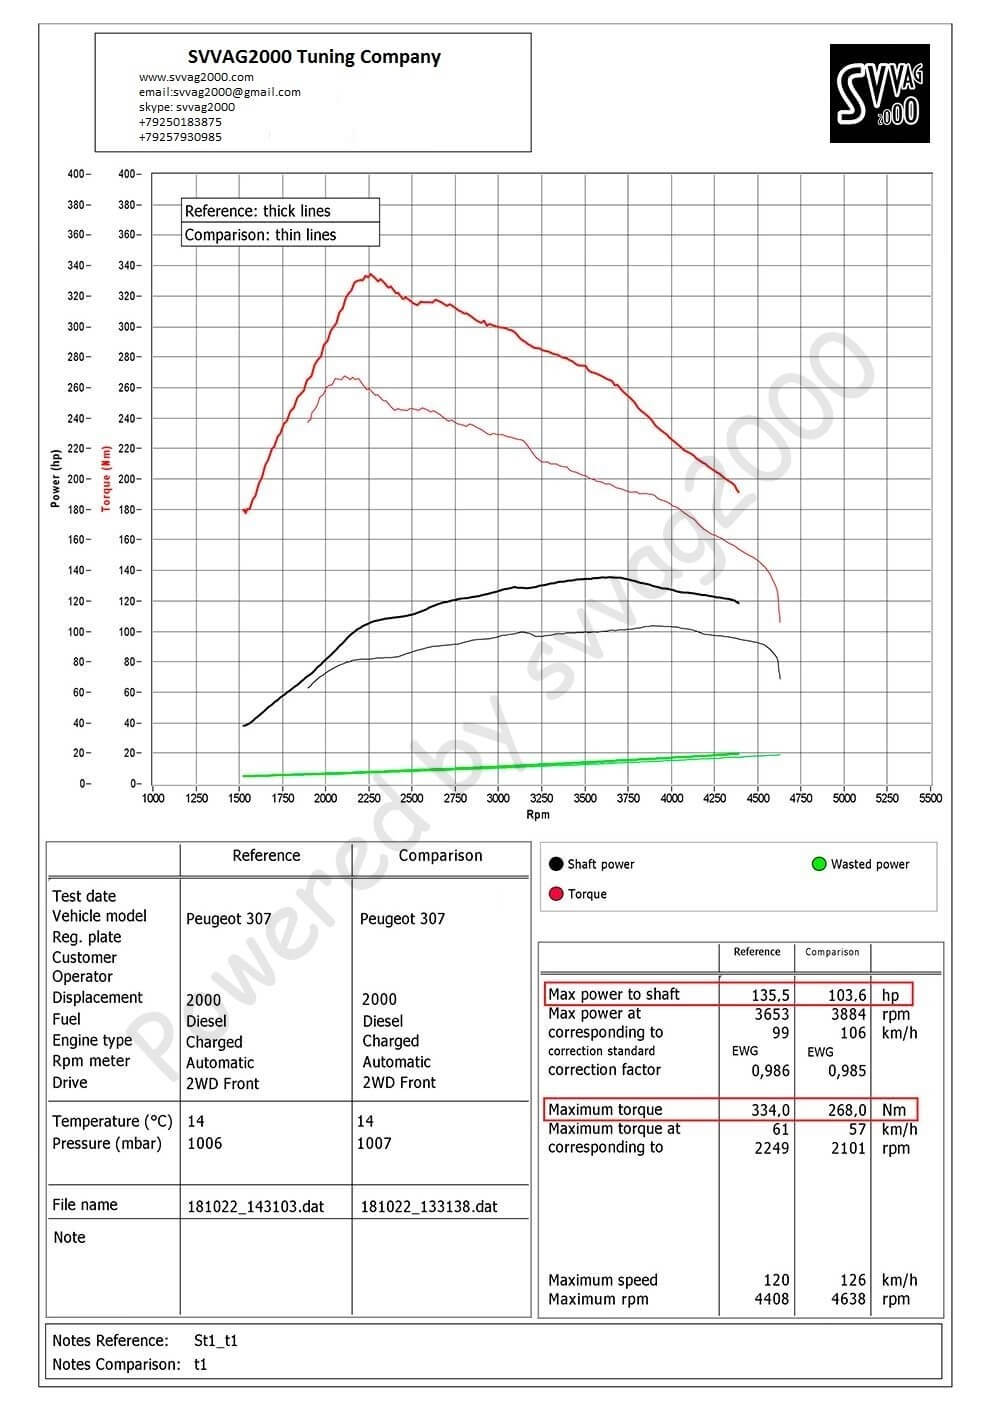 SVVAG2000 Tuning Company
www.svvag2000.com
email:svvag2000@gmail.com
skype: svvag2000
+79250183875
+79257930985
SVVAG
2000
Reference: thick lines
Comparison: thin lines
400 400
380 380
360 360
340 340
320 320
300 300
280 280
260 260
240 240
220 220
200 200
180 180
160 160
140 140
120 120
100 100
80 80
60 60
40 40
20 20
0 0
Power (hp)
Torque (Nm)
1000 1250 1500 1750 2000 2250 2500 2750 3000 3250 3500 3750 4000 4250 4500 4750 5000 5250 5500
Rpm
Powered by svvag2000
Reference Comparison
Test date
Vehicle model Peugeot 307 Peugeot 307
Reg. plate
Customer
Operator
Displacement 2000 2000
Fuel Diesel Diesel
Engine type Charged Charged
Rpm meter Automatic Automatic
Drive 2WD Front 2WD Front
Temperature (°C) 14 14
Pressure (mbar) 1006 1007
File name 181022_143103.dat 181022_133138.dat
Note
Shaft power Wasted power
Torque
Reference Comparison
Max power to shaft 135,5 103,6 hp
Max power at 3653 3884 rpm
corresponding to 99 106 km/h
correction standard EWG EWG
correction factor 0,986 0,985
Maximum torque 334,0 268,0 Nm
Maximum torque at 61 57 km/h
corresponding to 2249 2101 rpm
Maximum speed 120 126 km/h
Maximum rpm 4408 4638 rpm
Notes Reference: St1_t1
Notes Comparison: t1